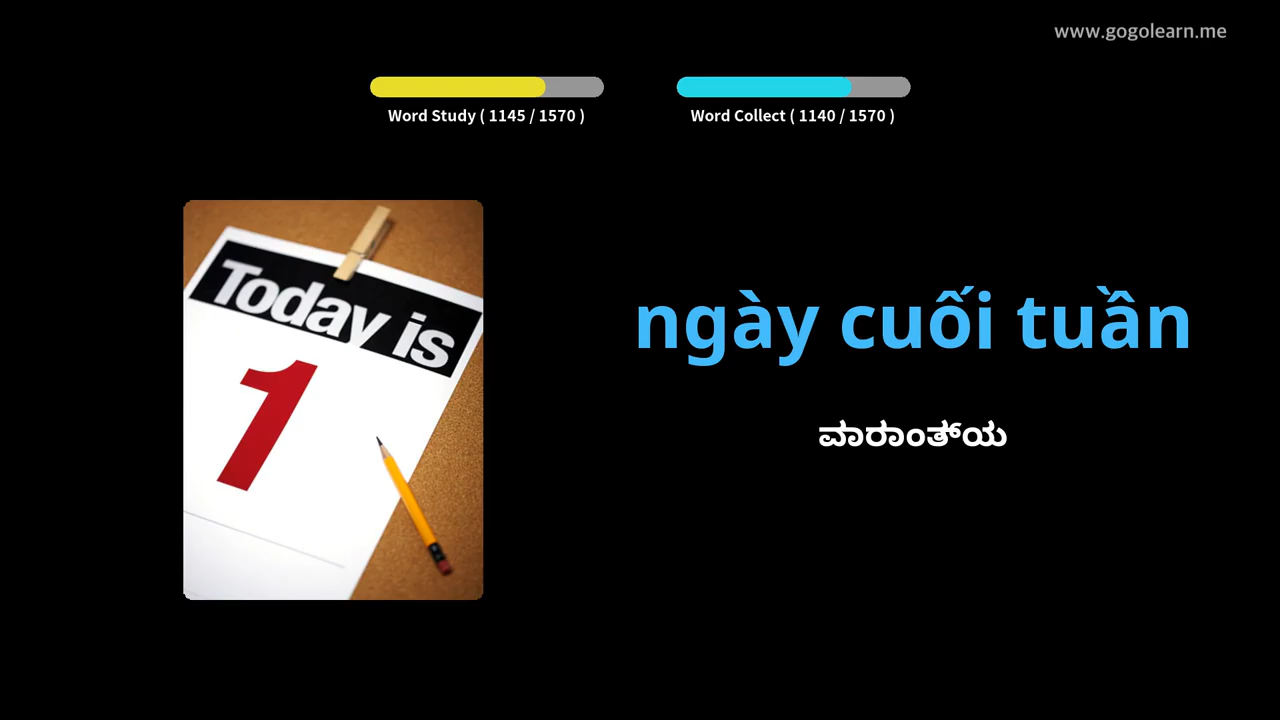 www.gogolearn.me
Word Study ( 1145 / 1570 )
Word Collect ( 1140 / 1570 )
Today is
1
ngày cuối tuần
ವಾರಾಂತ್ಯ